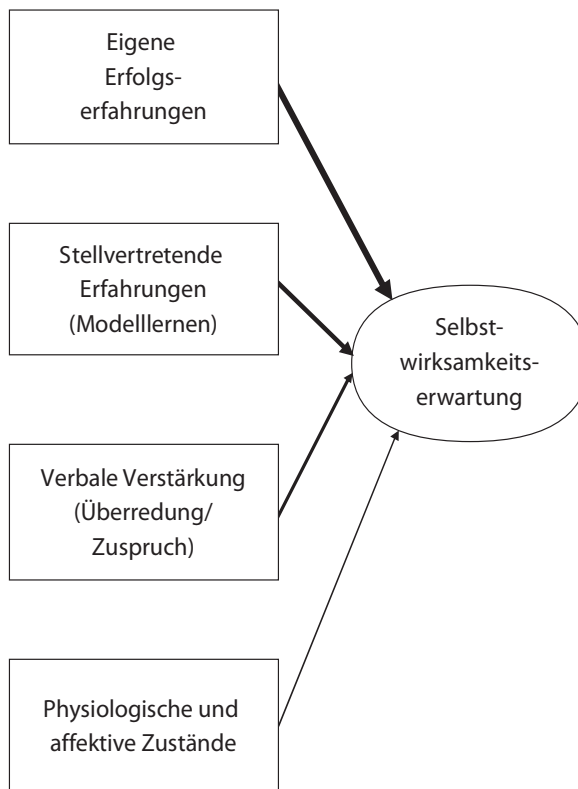 Eigene
Erfolgs-
erfahrungen
Stellvertretende
Erfahrungen
(Modelllernen)
Selbst-
wirksamkeits-
erwartung
Verbale Verstärkung
(Überredung/
Zuspruch)
Physiologische und
affektive Zustände